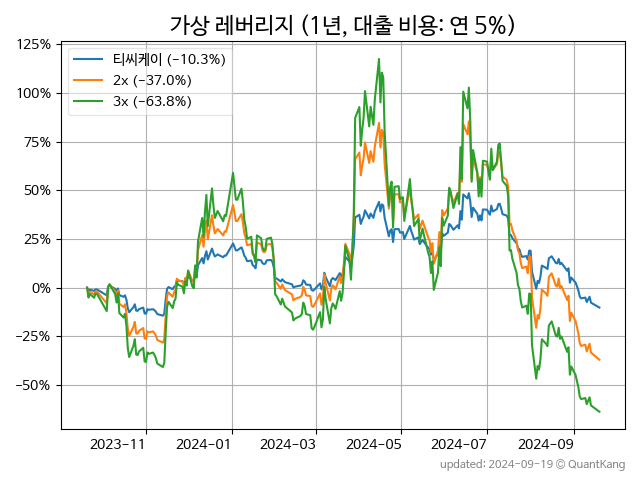 가상 레버리지 (1년, 대출 비용: 연 5%)
125%
100%
75%
50%
25%
0%
−25%
−50%
티씨케이 (−10.3%)
2x (−37.0%)
3x (−63.8%)
2023-11
2024-01
2024-03
2024-05
2024-07
2024-09
updated: 2024-09-19 © QuantKang